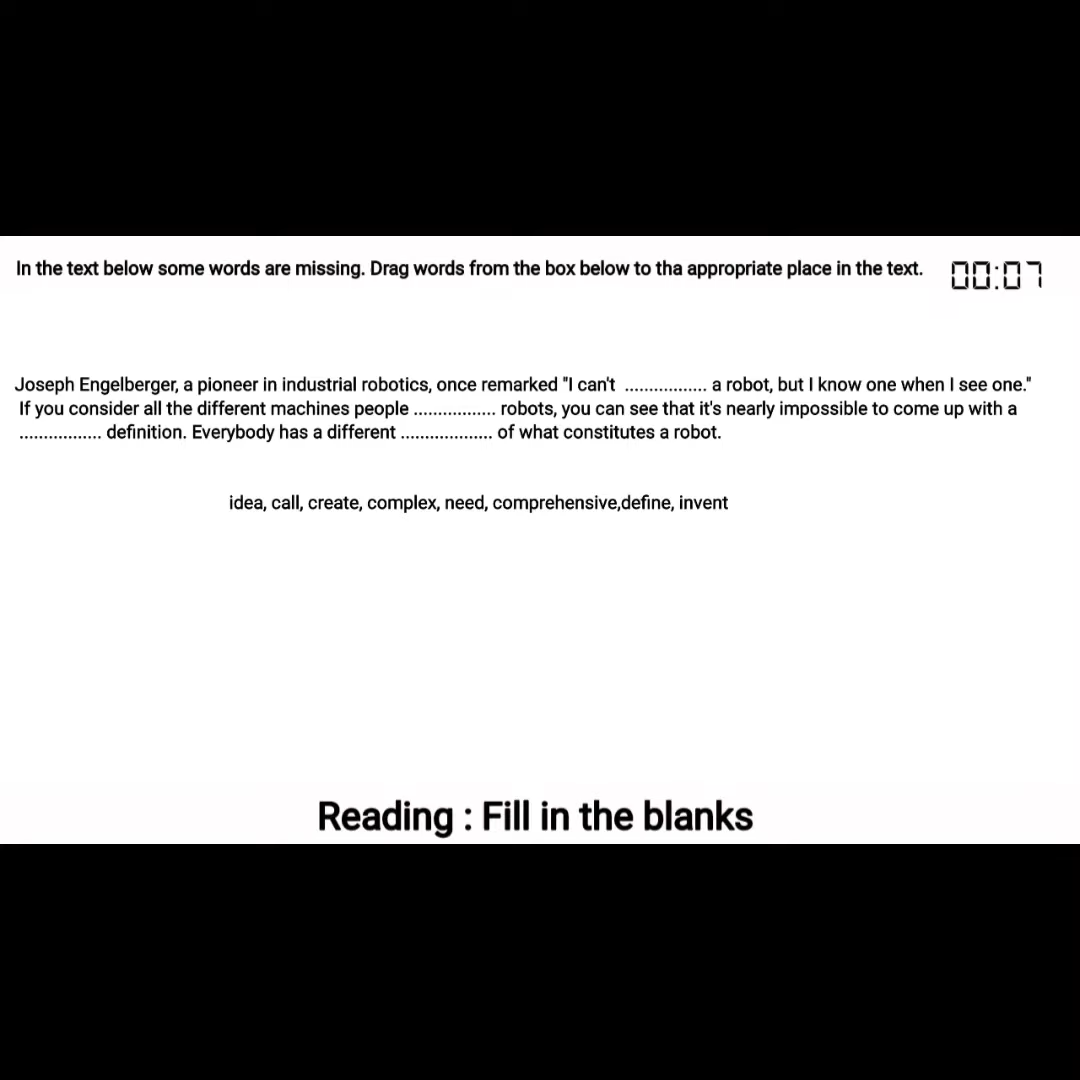 In the text below some words are missing. Drag words from the box below to tha appropriate place in the text.
00:07
Joseph Engelberger, a pioneer in industrial robotics, once remarked "I can't ................. a robot, but I know one when I see one."
If you consider all the different machines people ................. robots, you can see that it's nearly impossible to come up with a
................. definition. Everybody has a different ................... of what constitutes a robot.
idea, call, create, complex, need, comprehensive,define, invent
Reading : Fill in the blanks